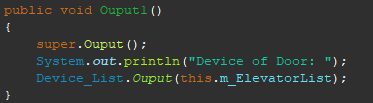 public void Ouput1()
{
super.Ouput();
System.out.println("Device of Door: ");
Device_List.Ouput(this.m_ElevatorList);
}